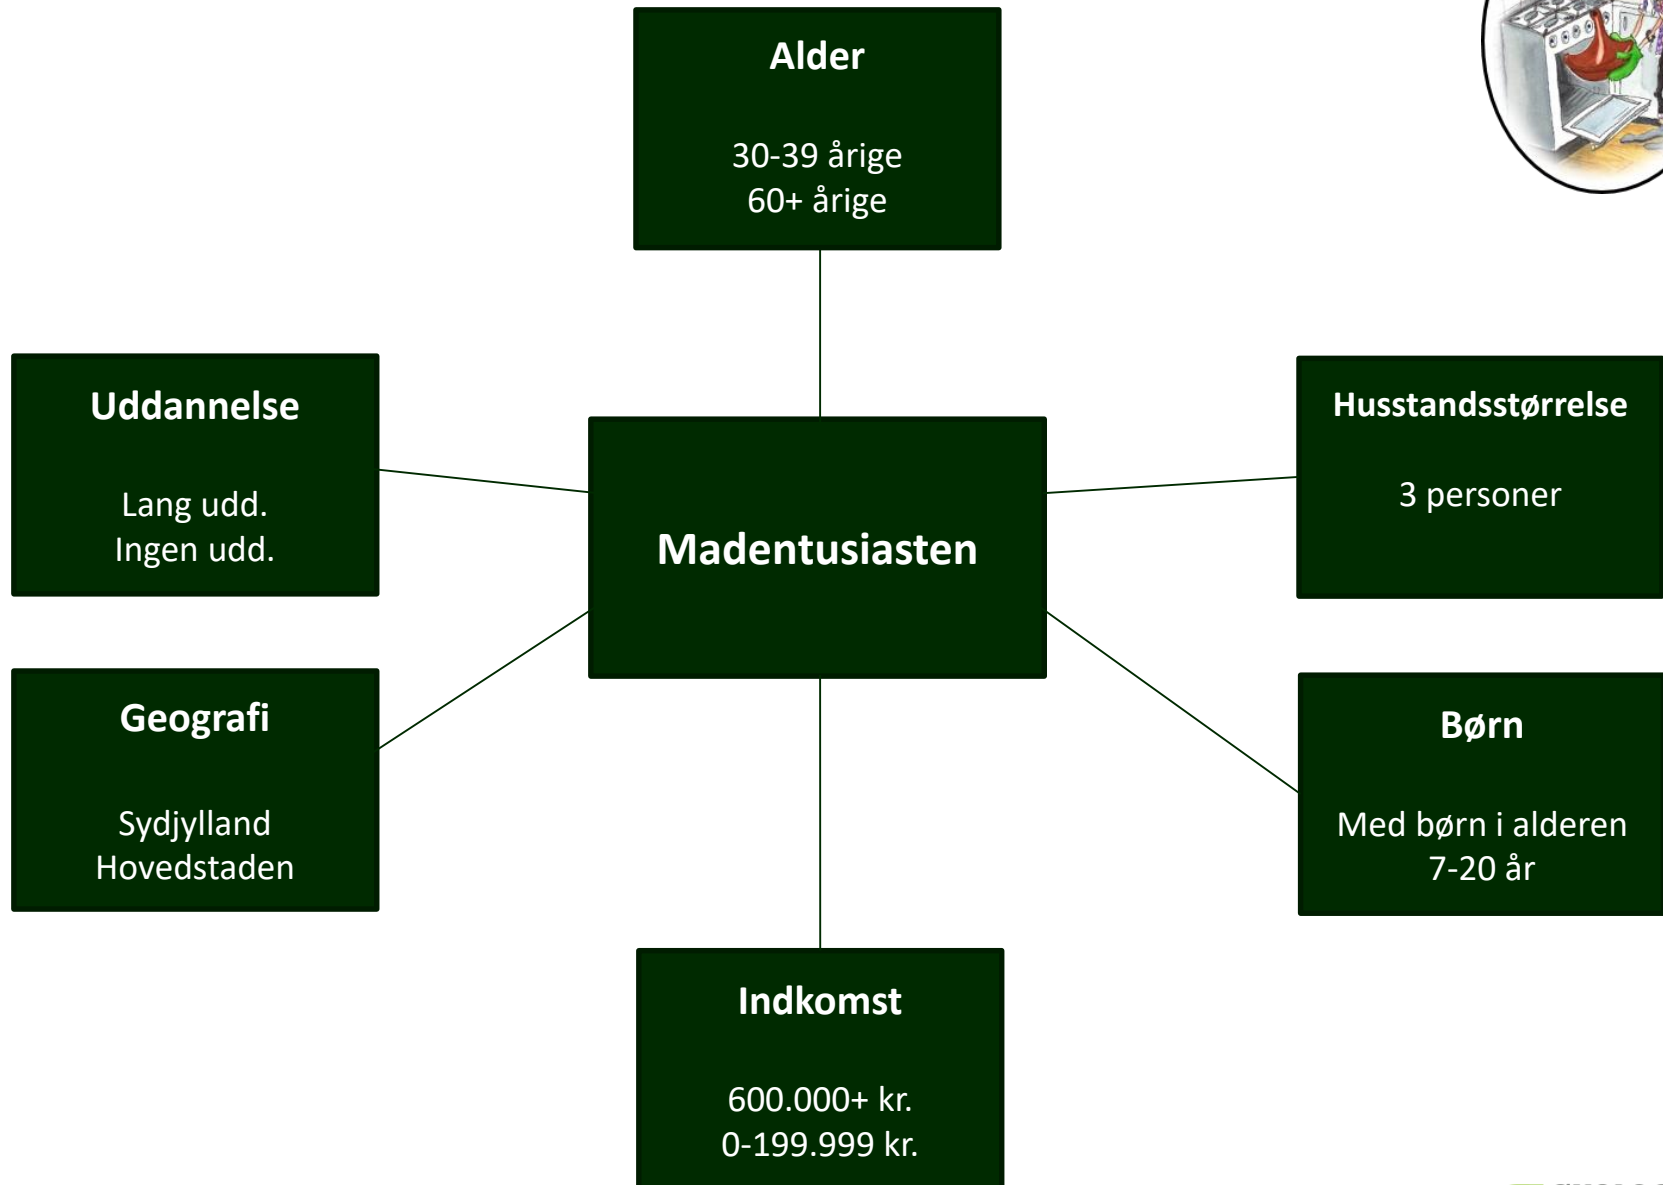 Alder
30-39 årige
60+ årige
Uddannelse
Lang udd.
Ingen udd.
Husstandsstørrelse
3 personer
Madentusiasten
Geografi
Sydjylland
Hovedstaden
Børn
Med børn i alderen
7-20 år
Indkomst
600.000+ kr.
0-199.999 kr.